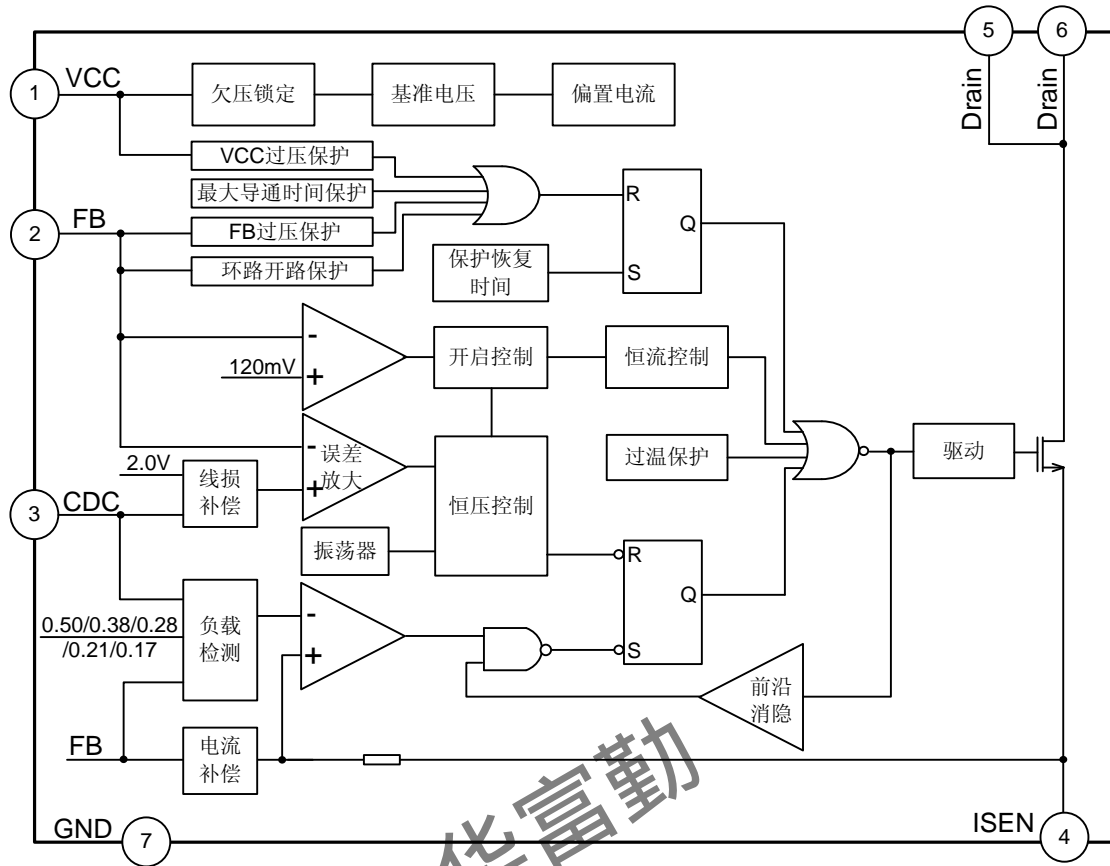 5
6
1
VCC
欠压锁定
基准电压
偏置电流
Drain
Drain
VCC过压保护
最大导通时间保护
R
Q
2
FB
FB过压保护
环路开路保护
保护恢复
时间
S
-
120mV
+
开启控制
恒流控制
-
误差
放大
+
2.0V
线损
补偿
过温保护
驱动
3
CDC
恒压控制
振荡器
R
Q
S
0.50/0.38/0.28
/0.21/0.17
负载
检测
-
+
前沿
消隐
FB
电流
补偿
GND
7
ISEN
4
华富勤